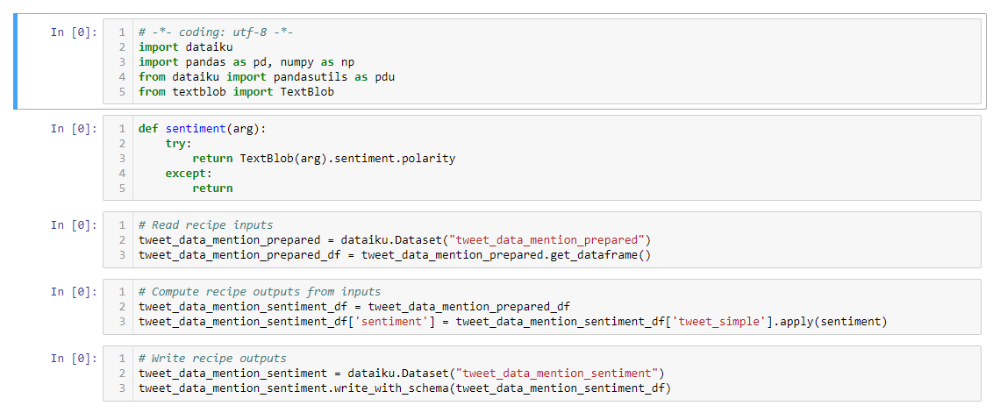 In [0]:
1 # -*- coding: utf-8 -*-
2 import dataiku
3 import pandas as pd, numpy as np
4 from dataiku import pandasutils as pdu
5 from textblob import TextBlob
In [0]:
1 def sentiment(arg):
2     try:
3         return TextBlob(arg).sentiment.polarity
4     except:
5         return
In [0]:
1 # Read recipe inputs
2 tweet_data_mention_prepared = dataiku.Dataset("tweet_data_mention_prepared")
3 tweet_data_mention_prepared_df = tweet_data_mention_prepared.get_dataframe()
In [0]:
1 # Compute recipe outputs from inputs
2 tweet_data_mention_sentiment_df = tweet_data_mention_prepared_df
3 tweet_data_mention_sentiment_df['sentiment'] = tweet_data_mention_sentiment_df['tweet_simple'].apply(sentiment)
In [0]:
1 # Write recipe outputs
2 tweet_data_mention_sentiment = dataiku.Dataset("tweet_data_mention_sentiment")
3 tweet_data_mention_sentiment.write_with_schema(tweet_data_mention_sentiment_df)